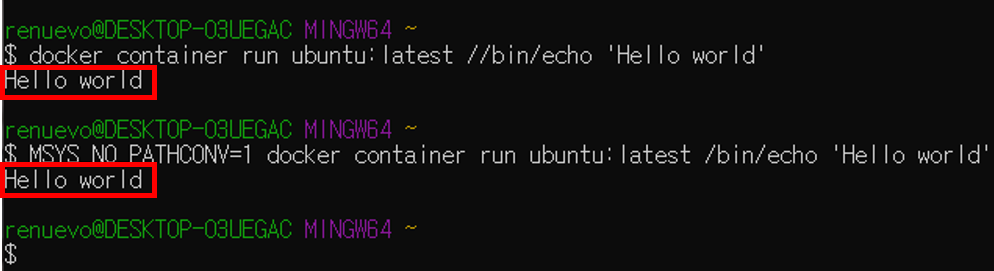 renuevo@DESKTOP-O3UEGAC MINGW64 ~
$ docker container run ubuntu:latest //bin/echo 'Hello world'
Hello world
renuevo@DESKTOP-O3UEGAC MINGW64 ~
$ MSYS_NO_PATHCONV=1 docker container run ubuntu:latest /bin/echo 'Hello world'
Hello world
renuevo@DESKTOP-O3UEGAC MINGW64 ~
$